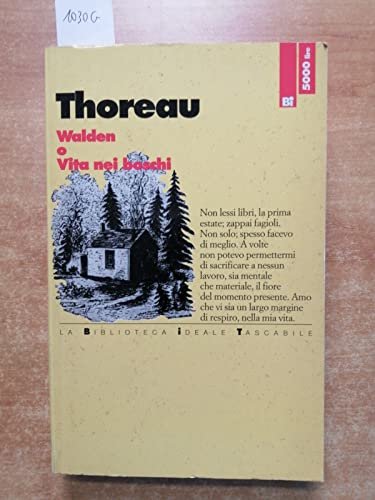 1030 G
5000 lire
Bit
Thoreau
Walden
o
Vita nei boschi
Non lessi libri, la prima
estate; zappai fagioli.
Non solo; spesso facevo
di meglio. A volte
non potevo permettermi
di sacrificare a nessun
lavoro, sia mentale
che materiale, il fiore
del momento presente. Amo
che vi sia un largo margine
di respiro, nella mia vita.
LA BIBLIOTECA IDEALE TASCABILE